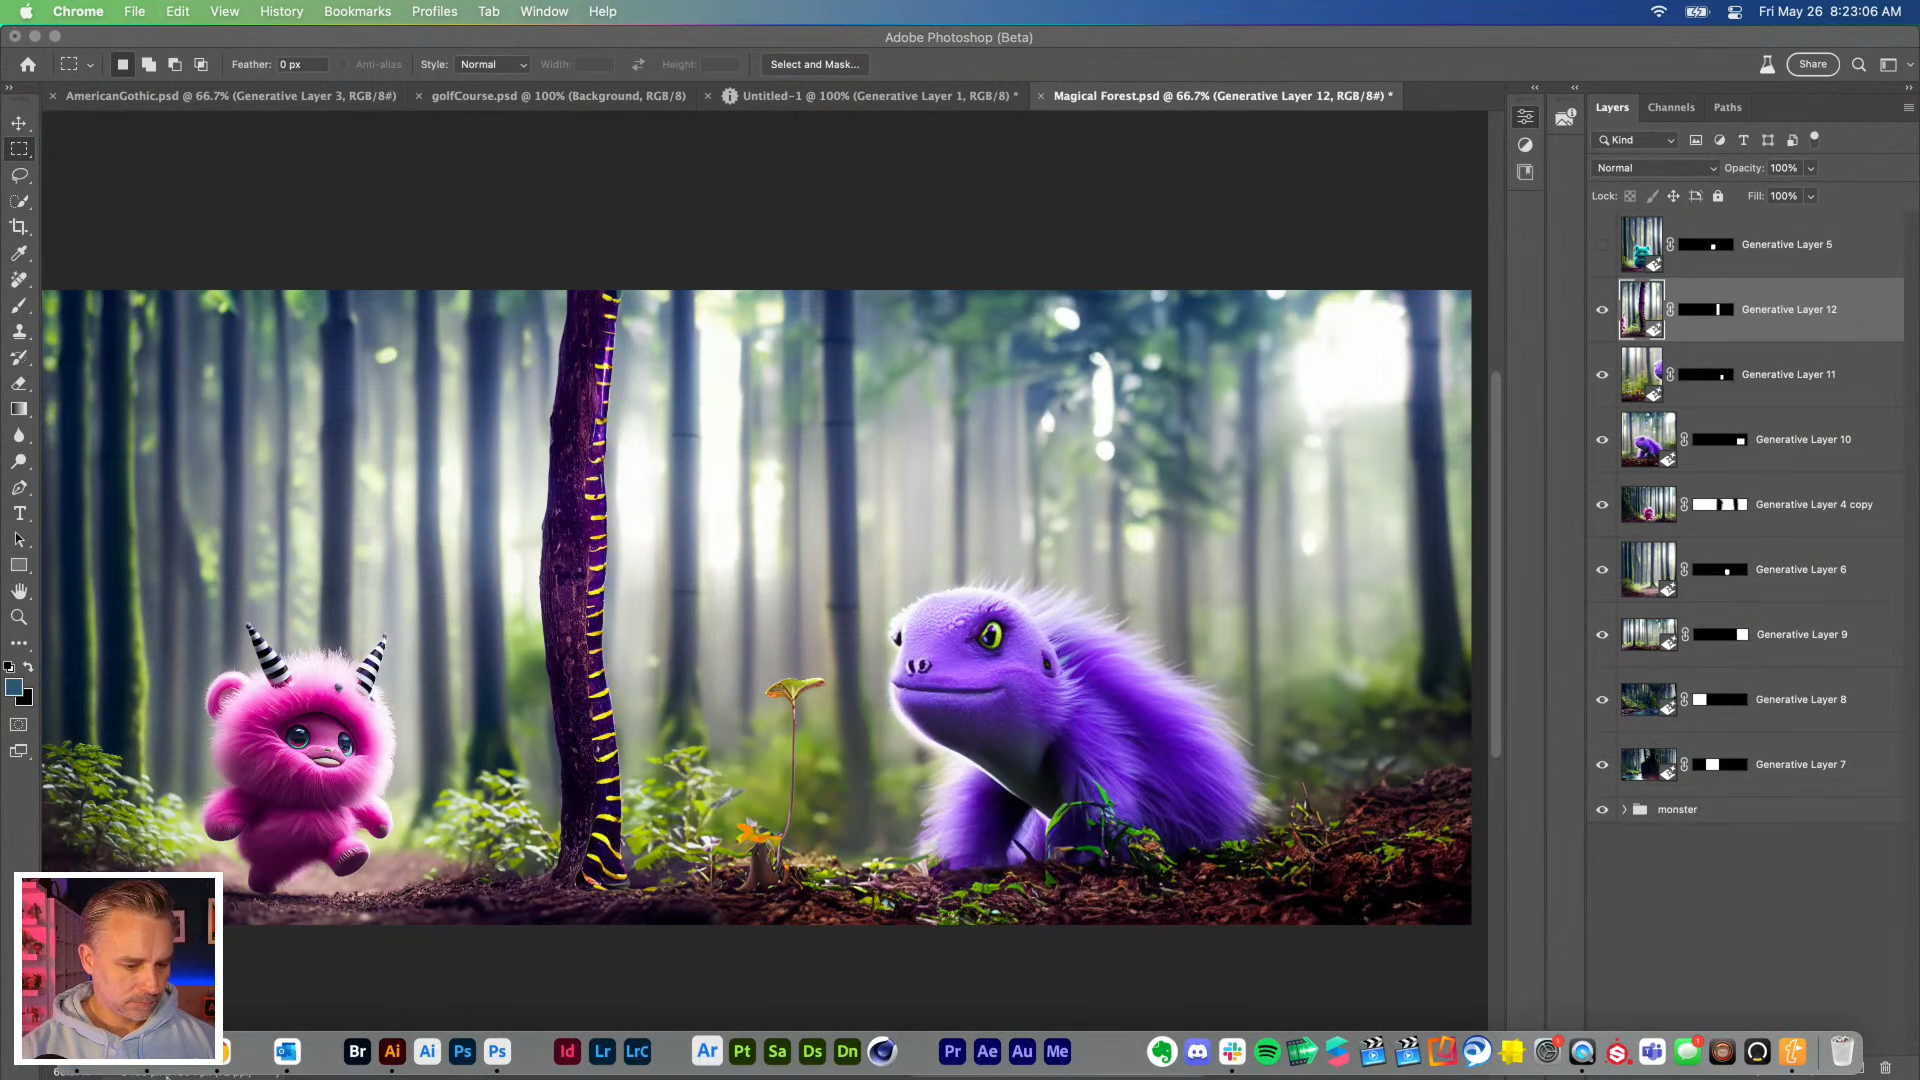 Chrome File Edit View History Bookmarks Profiles Tab Window Help Fri May 26 8:23:06 AM
Adobe Photoshop (Beta)
Feather: 0 px Anti-alias Style: Normal Width: Height: Select and Mask... Share
AmericanGothic.psd @ 66.7% (Generative Layer 3, RGB/8#) golfCourse.psd @ 100% (Background, RGB/8) Untitled-1 @ 100% (Generative Layer 1, RGB/8) * Magical Forest.psd @ 66.7% (Generative Layer 12, RGB/8#) *
Layers Channels Paths
Kind
Normal Opacity: 100%
Lock: Fill: 100%
Generative Layer 5
Generative Layer 12
Generative Layer 11
Generative Layer 10
Generative Layer 4 copy
Generative Layer 6
Generative Layer 9
Generative Layer 8
Generative Layer 7
monster
Br Ai Ai Ps Ps Id Lr LrC Ar Pt Sa Ds Dn Pr Ae Au Me